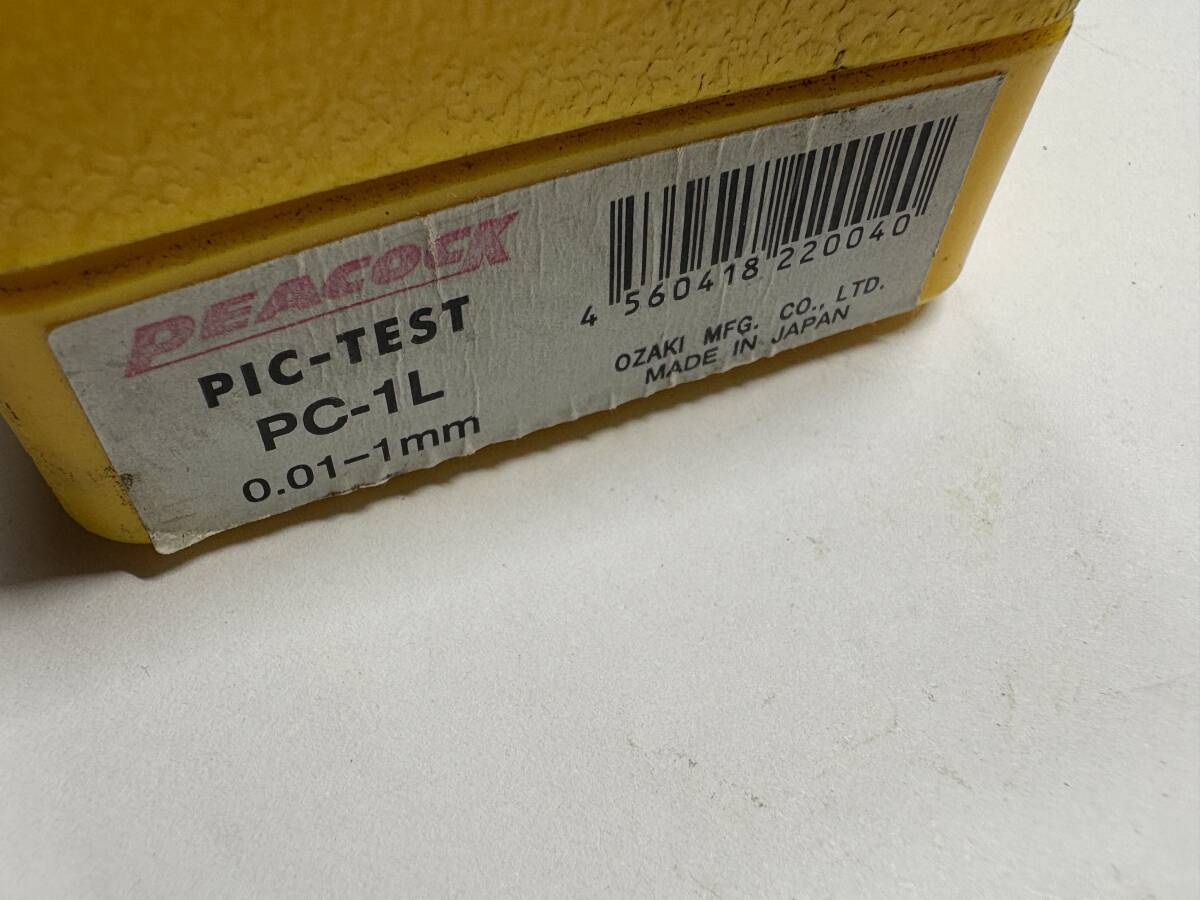 PEACOCK
PIC-TEST
PC-1L
0.01-1mm
4 560418 220040
OZAKI MFG. CO., LTD.
MADE IN JAPAN